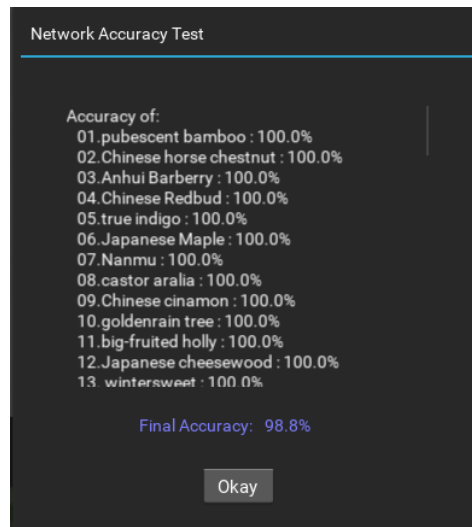 Network Accuracy Test
Accuracy of:
01.pubescent bamboo : 100.0%
02.Chinese horse chestnut : 100.0%
03.Anhui Barberry : 100.0%
04.Chinese Redbud : 100.0%
05.true indigo : 100.0%
06.Japanese Maple : 100.0%
07.Nanmu : 100.0%
08.castor aralia : 100.0%
09.Chinese cinamon : 100.0%
10.goldenrain tree : 100.0%
11.big-fruited holly : 100.0%
12.Japanese cheesewood : 100.0%
13. wintersweet : 100.0%
Final Accuracy: 98.8%
Okay